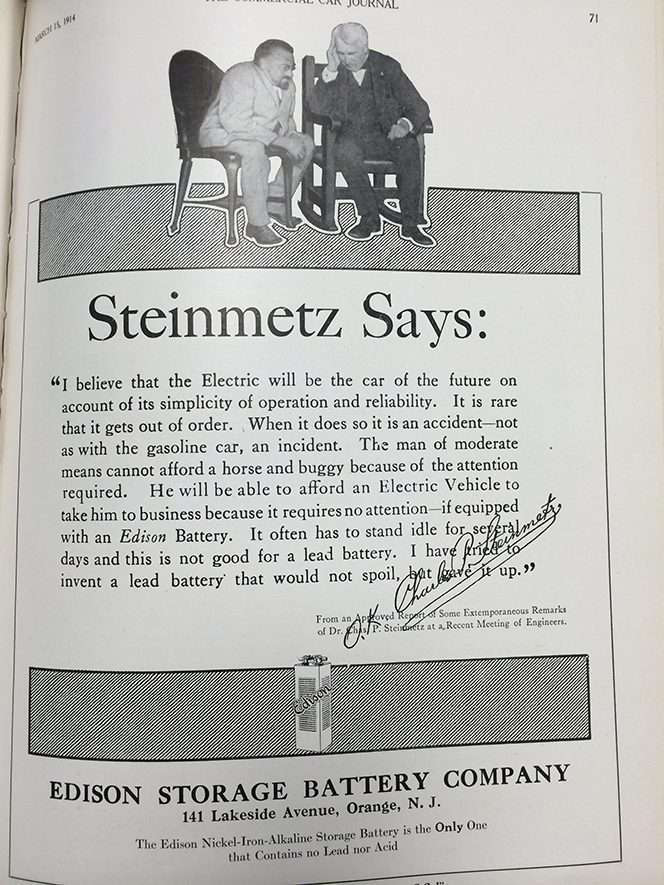 THE COMMERCIAL CAR JOURNAL
MARCH 15, 1914
71
Steinmetz Says:
“I believe that the Electric will be the car of the future on
account of its simplicity of operation and reliability. It is rare
that it gets out of order. When it does so it is an accident—not
as with the gasoline car, an incident. The man of moderate
means cannot afford a horse and buggy because of the attention
required. He will be able to afford an Electric Vehicle to
take him to business because it requires no attention—if equipped
with an Edison Battery. It often has to stand idle for several
days and this is not good for a lead battery. I have tried to
invent a lead battery that would not spoil, but gave it up.”
O.K. Charles P. Steinmetz
From an Approved Report of Some Extemporaneous Remarks
of Dr. Chas. P. Steinmetz at a Recent Meeting of Engineers.
Edison
EDISON STORAGE BATTERY COMPANY
141 Lakeside Avenue, Orange, N. J.
The Edison Nickel-Iron-Alkaline Storage Battery is the Only One
that Contains no Lead nor Acid